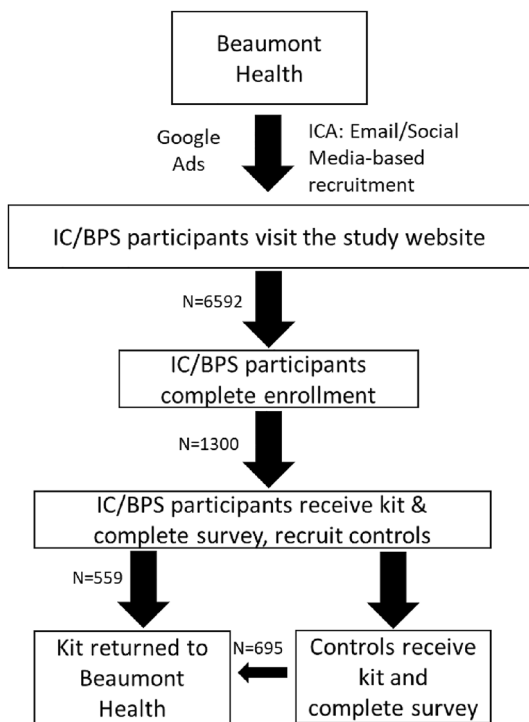 Beaumont
Health
Google
Ads
ICA: Email/Social
Media-based
recruitment
IC/BPS participants visit the study website
N=6592
IC/BPS participants
complete enrollment
N=1300
IC/BPS participants receive kit &
complete survey, recruit controls
N=559
Kit returned to
Beaumont
Health
N=695
Controls receive
kit and
complete survey